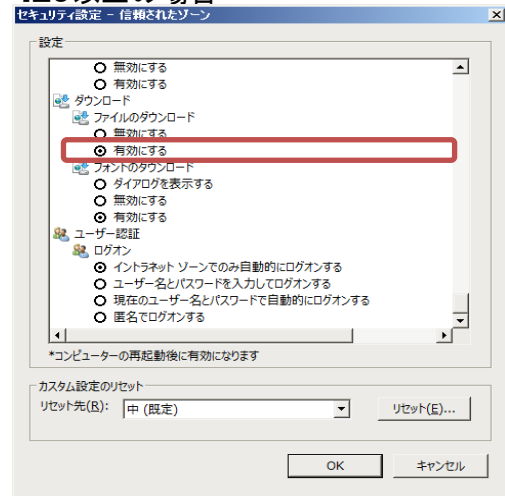 セキュリティ設定 - 信頼されたゾーン
設定
無効にする
有効にする
ダウンロード
ファイルのダウンロード
無効にする
有効にする
フォントのダウンロード
ダイアログを表示する
無効にする
有効にする
ユーザー認証
ログオン
イントラネット ゾーンでのみ自動的にログオンする
ユーザー名とパスワードを入力してログオンする
現在のユーザー名とパスワードで自動的にログオンする
匿名でログオンする
*コンピューターの再起動後に有効になります
カスタム設定のリセット
リセット先(R): 中 (既定) リセット(E)...
OK キャンセル